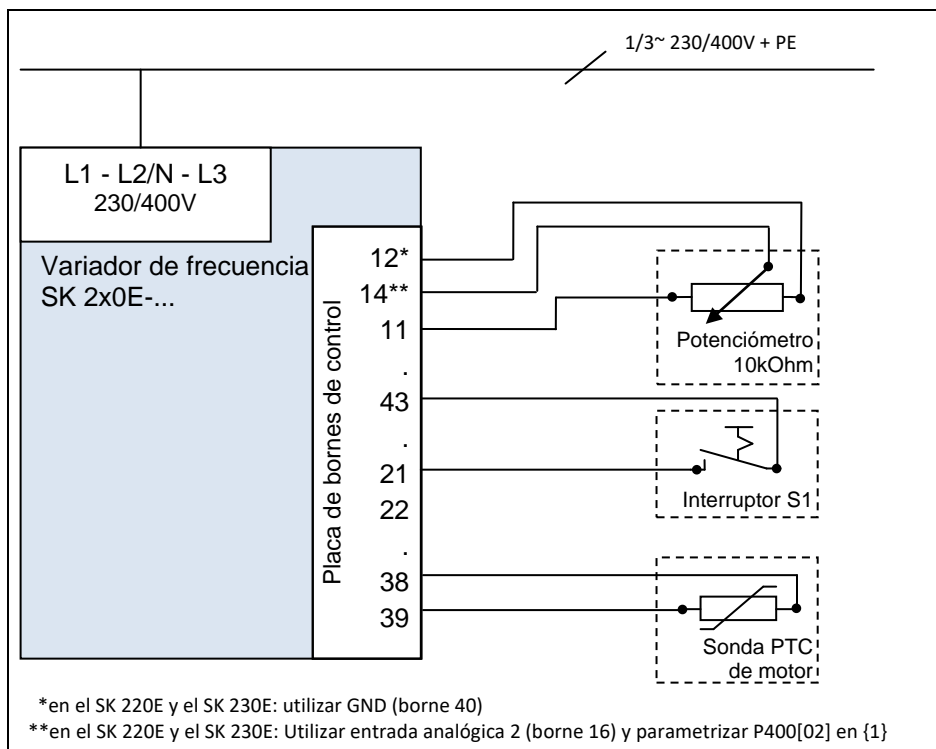 1/3~ 230/400V + PE
L1 - L2/N - L3
230/400V
Variador de frecuencia
SK 2x0E-...
Placa de bornes de control
12*
14**
11
.
43
.
21
22
.
38
39
Potenciómetro
10kOhm
Interruptor S1
Sonda PTC
de motor
*en el SK 220E y el SK 230E: utilizar GND (borne 40)
**en el SK 220E y el SK 230E: Utilizar entrada analógica 2 (borne 16) y parametrizar P400[02] en {1}